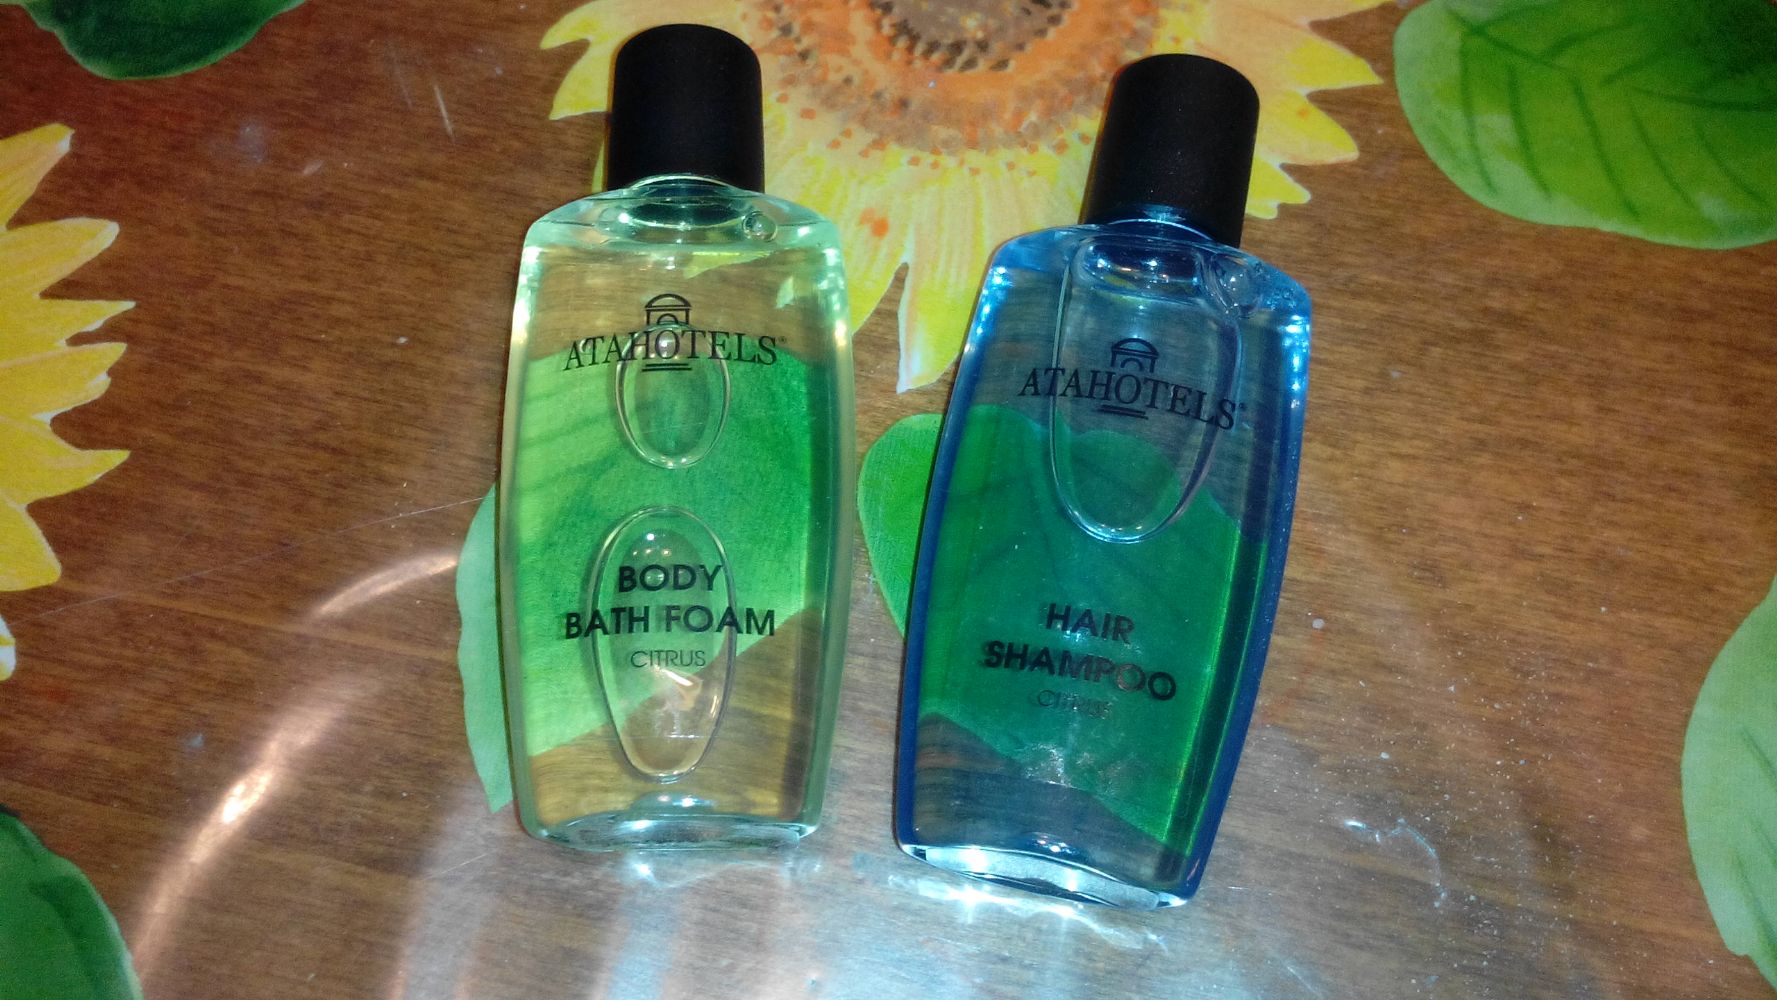 ATAHOTELS®
BODY
BATH FOAM
CITRUS
ATAHOTELS®
HAIR
SHAMPOO
CITRUS